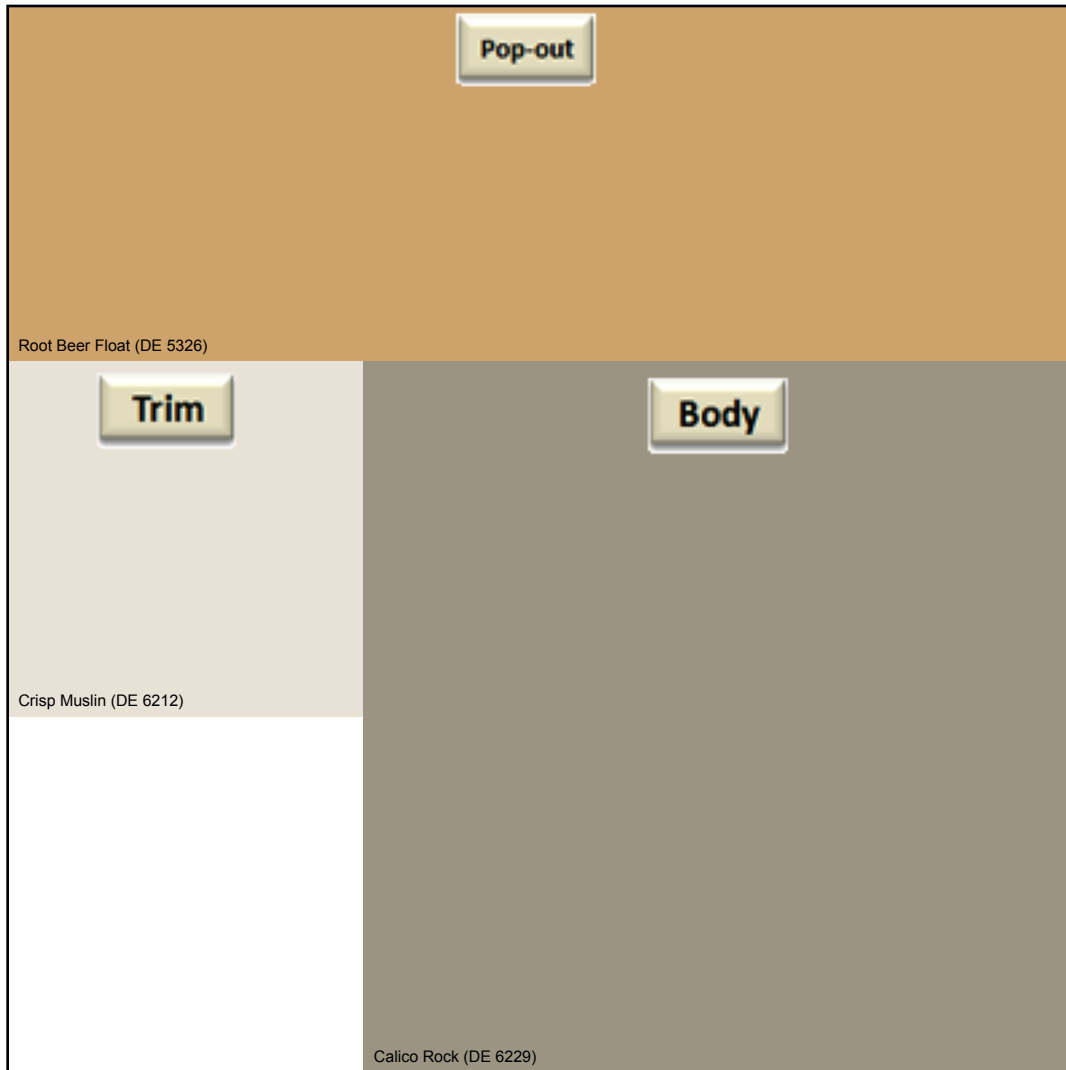 Pop-out
Root Beer Float (DE 5326)
Trim
Body
Crisp Muslin (DE 6212)
Calico Rock (DE 6229)